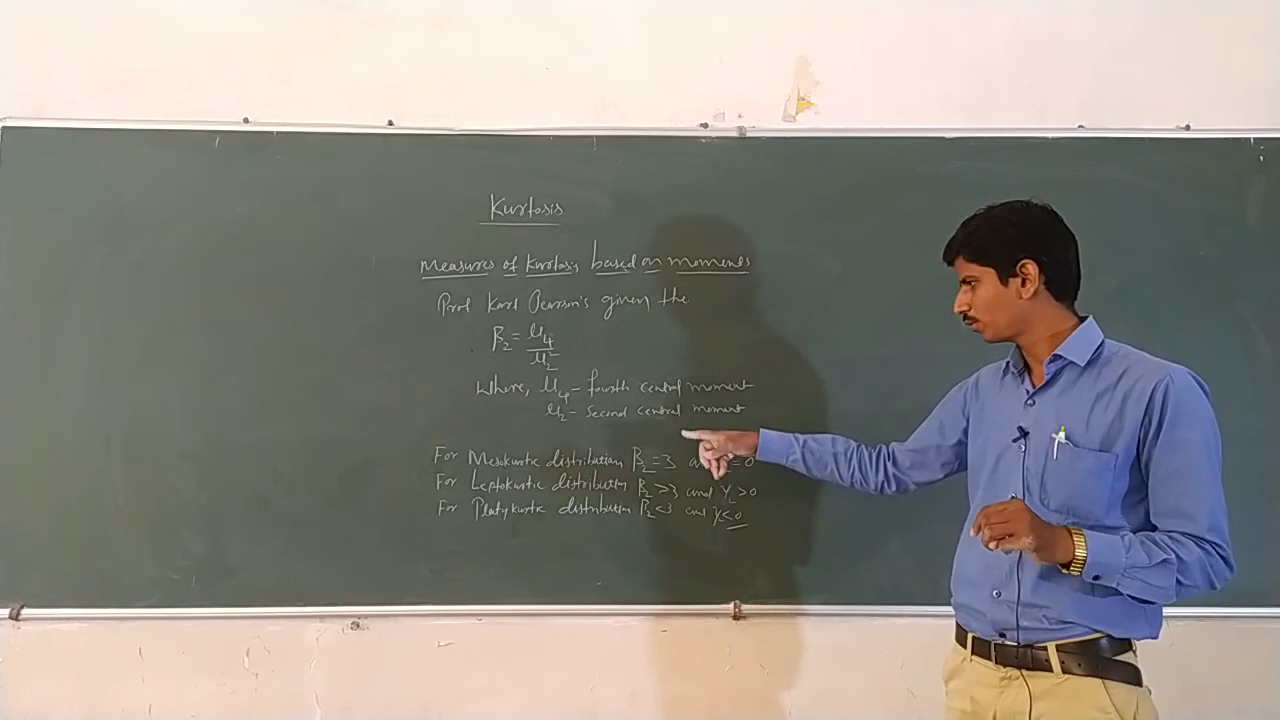 Kurtosis
Measures of Kurtosis based on moments
Prof Karl Pearson's given the
β₂ = μ₄
μ₂²
Where, μ₄ - fourth central moment
μ₂ - second central moment
For Mesokurtic distribution β₂ = 3 = 0
For Leptokurtic distribution β₂ > 3 and γ₂ > 0
For Platykurtic distribution β₂ < 3 and γ₂ < 0